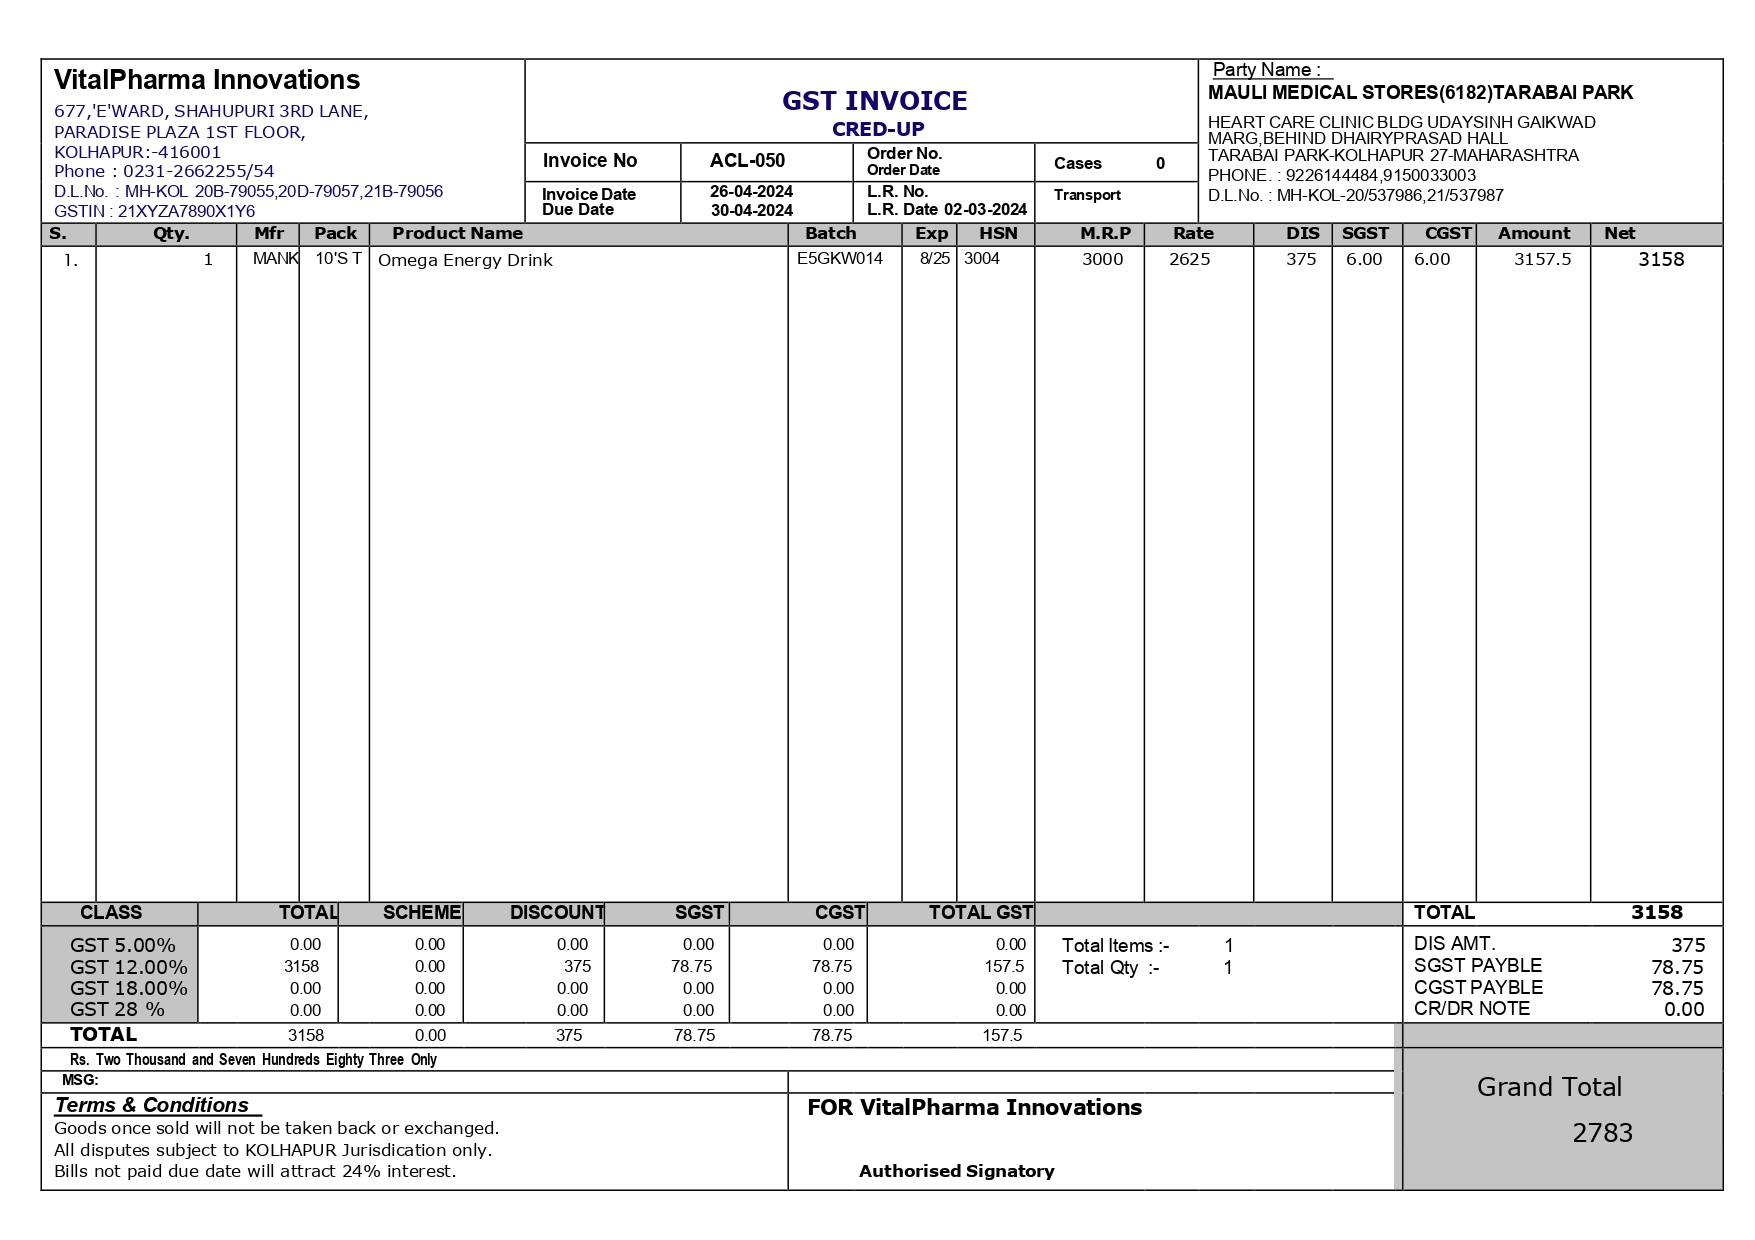 VitalPharma Innovations
677,'E'WARD, SHAHUPURI 3RD LANE,
PARADISE PLAZA 1ST FLOOR,
KOLHAPUR:-416001
Phone : 0231-2662255/54
D.L.No. : MH-KOL 20B-79055,20D-79057,21B-79056
GSTIN : 21XYZA7890X1Y6
GST INVOICE
CRED-UP
Invoice No ACL-050 Order No.
Order Date
Cases 0
Invoice Date 26-04-2024 L.R. No. Transport
Due Date 30-04-2024 L.R. Date 02-03-2024
Party Name :
MAULI MEDICAL STORES(6182)TARABAI PARK
HEART CARE CLINIC BLDG UDAYSINH GAIKWAD
MARG,BEHIND DHAIRYPRASAD HALL
TARABAI PARK-KOLHAPUR 27-MAHARASHTRA
PHONE. : 9226144484,9150033003
D.L.No. : MH-KOL-20/537986,21/537987
S. Qty. Mfr Pack Product Name Batch Exp HSN M.R.P Rate DIS SGST CGST Amount Net
1. 1 MANK 10'S T Omega Energy Drink E5GKW014 8/25 3004 3000 2625 375 6.00 6.00 3157.5 3158
CLASS TOTAL SCHEME DISCOUNT SGST CGST TOTAL GST TOTAL 3158
GST 5.00% 0.00 0.00 0.00 0.00 0.00 0.00 Total Items :- 1 DIS AMT. 375
GST 12.00% 3158 0.00 375 78.75 78.75 157.5 Total Qty :- 1 SGST PAYBLE 78.75
GST 18.00% 0.00 0.00 0.00 0.00 0.00 0.00 CGST PAYBLE 78.75
GST 28 % 0.00 0.00 0.00 0.00 0.00 0.00 CR/DR NOTE 0.00
TOTAL 3158 0.00 375 78.75 78.75 157.5
Rs. Two Thousand and Seven Hundreds Eighty Three Only
MSG:
Terms & Conditions
Goods once sold will not be taken back or exchanged.
All disputes subject to KOLHAPUR Jurisdication only.
Bills not paid due date will attract 24% interest.
FOR VitalPharma Innovations
Authorised Signatory
Grand Total
2783